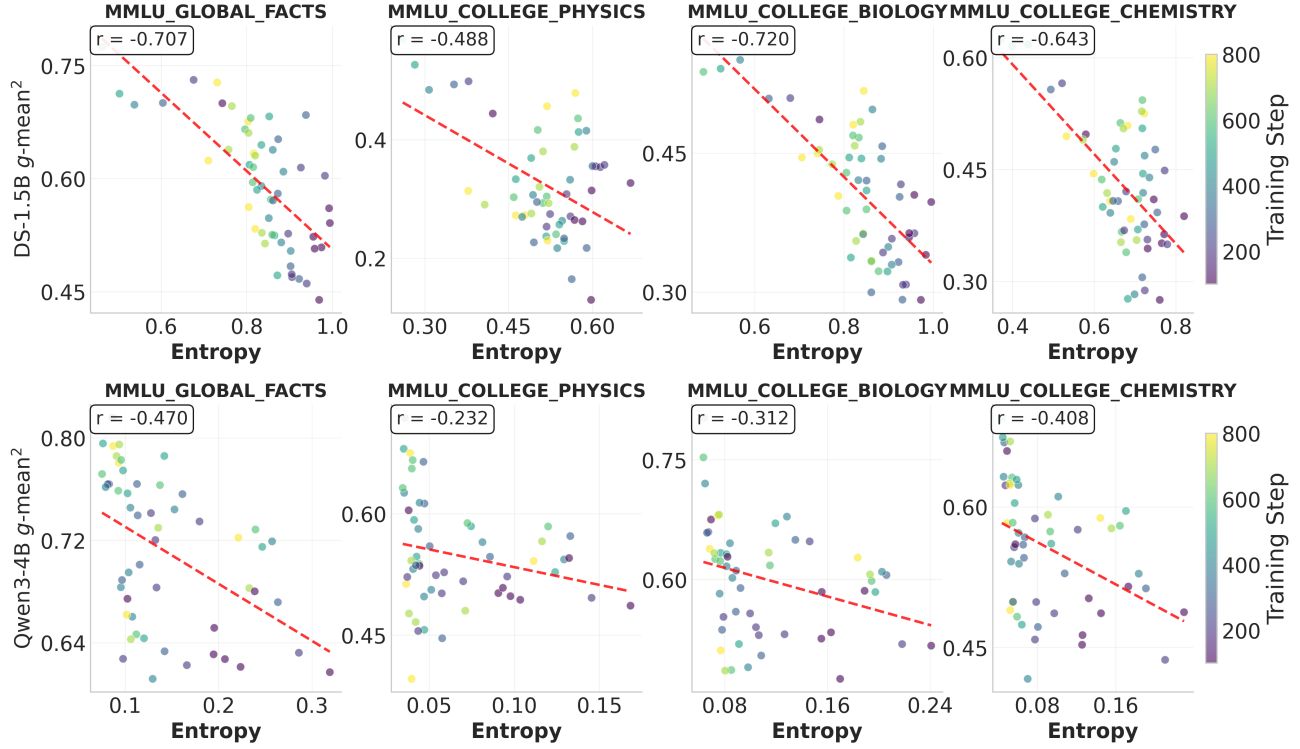 MMLU_GLOBAL_FACTS MMLU_COLLEGE_PHYSICS MMLU_COLLEGE_BIOLOGY MMLU_COLLEGE_CHEMISTRY
r = -0.707 r = -0.488 r = -0.720 r = -0.643
DS-1.5B g-mean²
0.75
0.60
0.45
0.4
0.2
0.45
0.30
0.60
0.45
0.30
0.6 0.8 1.0
0.30 0.45 0.60
0.6 0.8 1.0
0.4 0.6 0.8
Entropy Entropy Entropy Entropy
800
600
400
200
Training Step
MMLU_GLOBAL_FACTS MMLU_COLLEGE_PHYSICS MMLU_COLLEGE_BIOLOGY MMLU_COLLEGE_CHEMISTRY
r = -0.470 r = -0.232 r = -0.312 r = -0.408
Qwen3-4B g-mean²
0.80
0.72
0.64
0.60
0.45
0.75
0.60
0.60
0.45
0.1 0.2 0.3
0.05 0.10 0.15
0.08 0.16 0.24
0.08 0.16
Entropy Entropy Entropy Entropy
800
600
400
200
Training Step